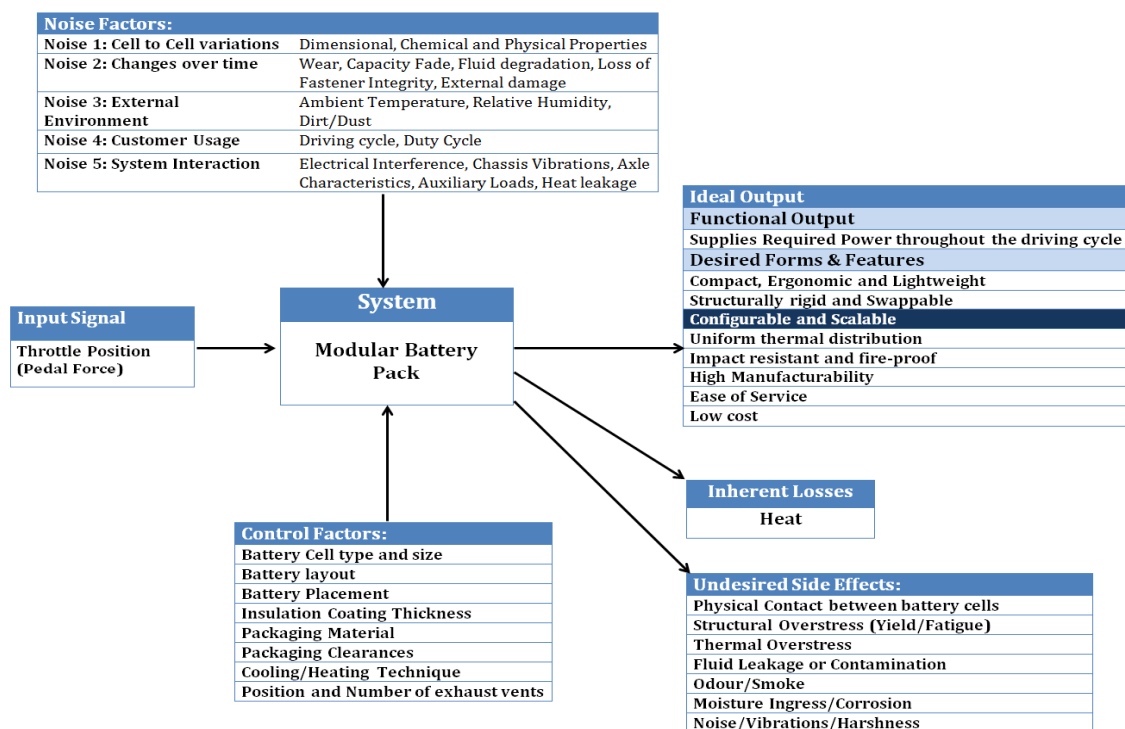 Noise Factors:
Noise 1: Cell to Cell variations Dimensional, Chemical and Physical Properties
Noise 2: Changes over time Wear, Capacity Fade, Fluid degradation, Loss of
Fastener Integrity, External damage
Noise 3: External Ambient Temperature, Relative Humidity,
Environment Dirt/Dust
Noise 4: Customer Usage Driving cycle, Duty Cycle
Noise 5: System Interaction Electrical Interference, Chassis Vibrations, Axle
Characteristics, Auxiliary Loads, Heat leakage
Input Signal
Throttle Position
(Pedal Force)
System
Modular Battery
Pack
Ideal Output
Functional Output
Supplies Required Power throughout the driving cycle
Desired Forms & Features
Compact, Ergonomic and Lightweight
Structurally rigid and Swappable
Configurable and Scalable
Uniform thermal distribution
Impact resistant and fire-proof
High Manufacturability
Ease of Service
Low cost
Inherent Losses
Heat
Control Factors:
Battery Cell type and size
Battery layout
Battery Placement
Insulation Coating Thickness
Packaging Material
Packaging Clearances
Cooling/Heating Technique
Position and Number of exhaust vents
Undesired Side Effects:
Physical Contact between battery cells
Structural Overstress (Yield/Fatigue)
Thermal Overstress
Fluid Leakage or Contamination
Odour/Smoke
Moisture Ingress/Corrosion
Noise/Vibrations/Harshness